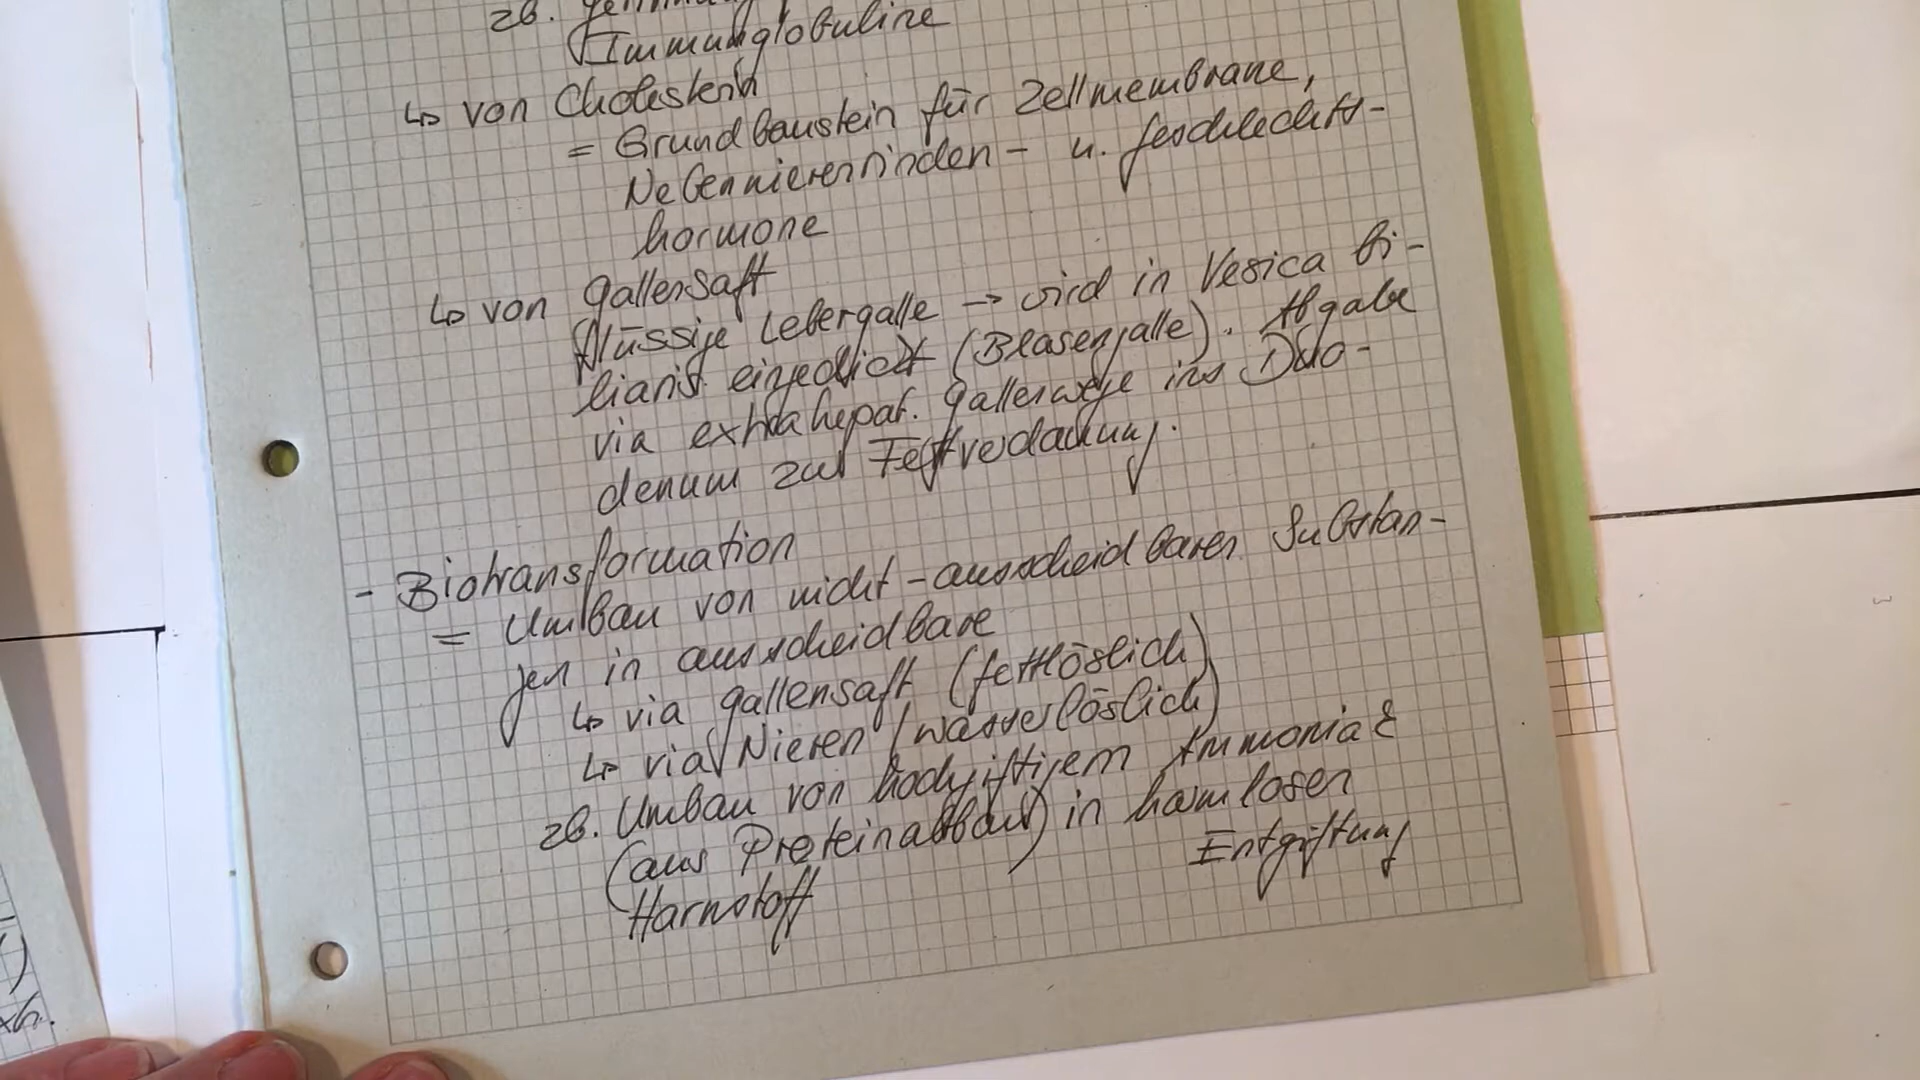 zB.
Immunglobuline
↳ von Cholesterin
= Grundbaustein für Zellmembrane,
Nebennierenrinden- u. Geschlechts-
hormone
↳ von Gallensaft
flüssige Lebergalle → wird in Vesica bi-
liaris eingedickt (Blasengalle). Abgabe
via extrahepat. Gallenwege ins Duo-
denum zur Fettverdauung.
- Biotransformation
= Umbau von nicht-ausscheidbaren Substan-
zen in ausscheidbare
↳ via Gallensaft (fettlöslich)
↳ via Nieren (wasserlöslich)
zB. Umbau von hochgiftigem Ammoniak
(aus Proteinabbau) in harmlosen
Harnstoff
Entgiftung